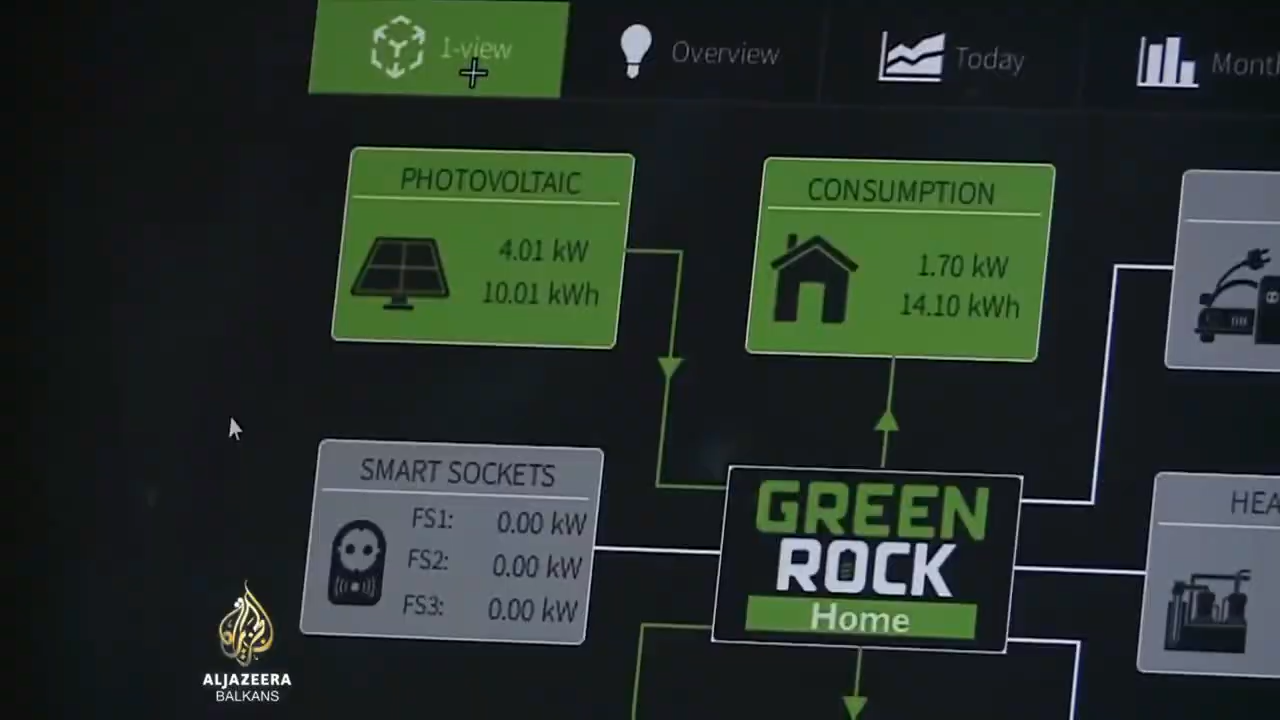 1-view
Overview
Today
Mont
PHOTOVOLTAIC
4.01 kW
10.01 kWh
CONSUMPTION
1.70 kW
14.10 kWh
SMART SOCKETS
FS1: 0.00 kW
FS2: 0.00 kW
FS3: 0.00 kW
GREEN
ROCK
Home
HEA
ALJAZEERA
BALKANS